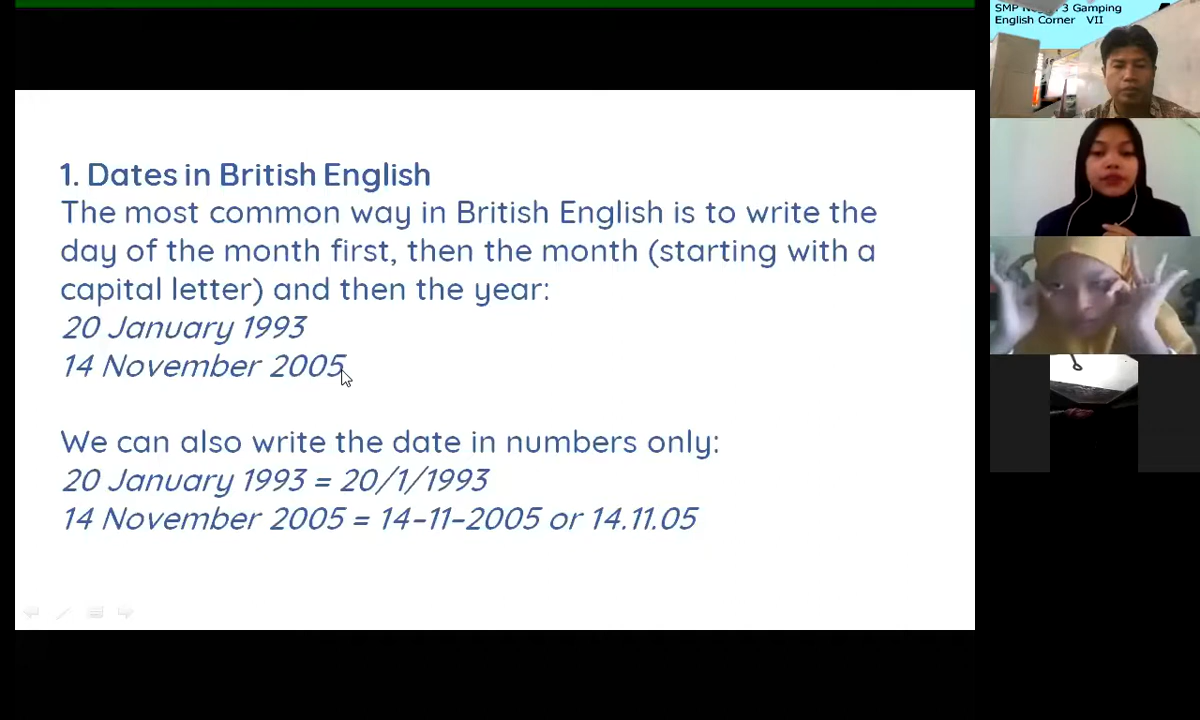 1. Dates in British English
The most common way in British English is to write the
day of the month first, then the month (starting with a
capital letter) and then the year:
20 January 1993
14 November 2005
We can also write the date in numbers only:
20 January 1993 = 20/1/1993
14 November 2005 = 14-11-2005 or 14.11.05
SMP 3 Gamping
English Corner VII